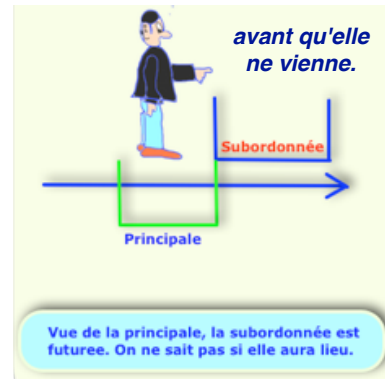 avant qu'elle
ne vienne.
Subordonnée
Principale
Vue de la principale, la subordonnée est
futuree. On ne sait pas si elle aura lieu.